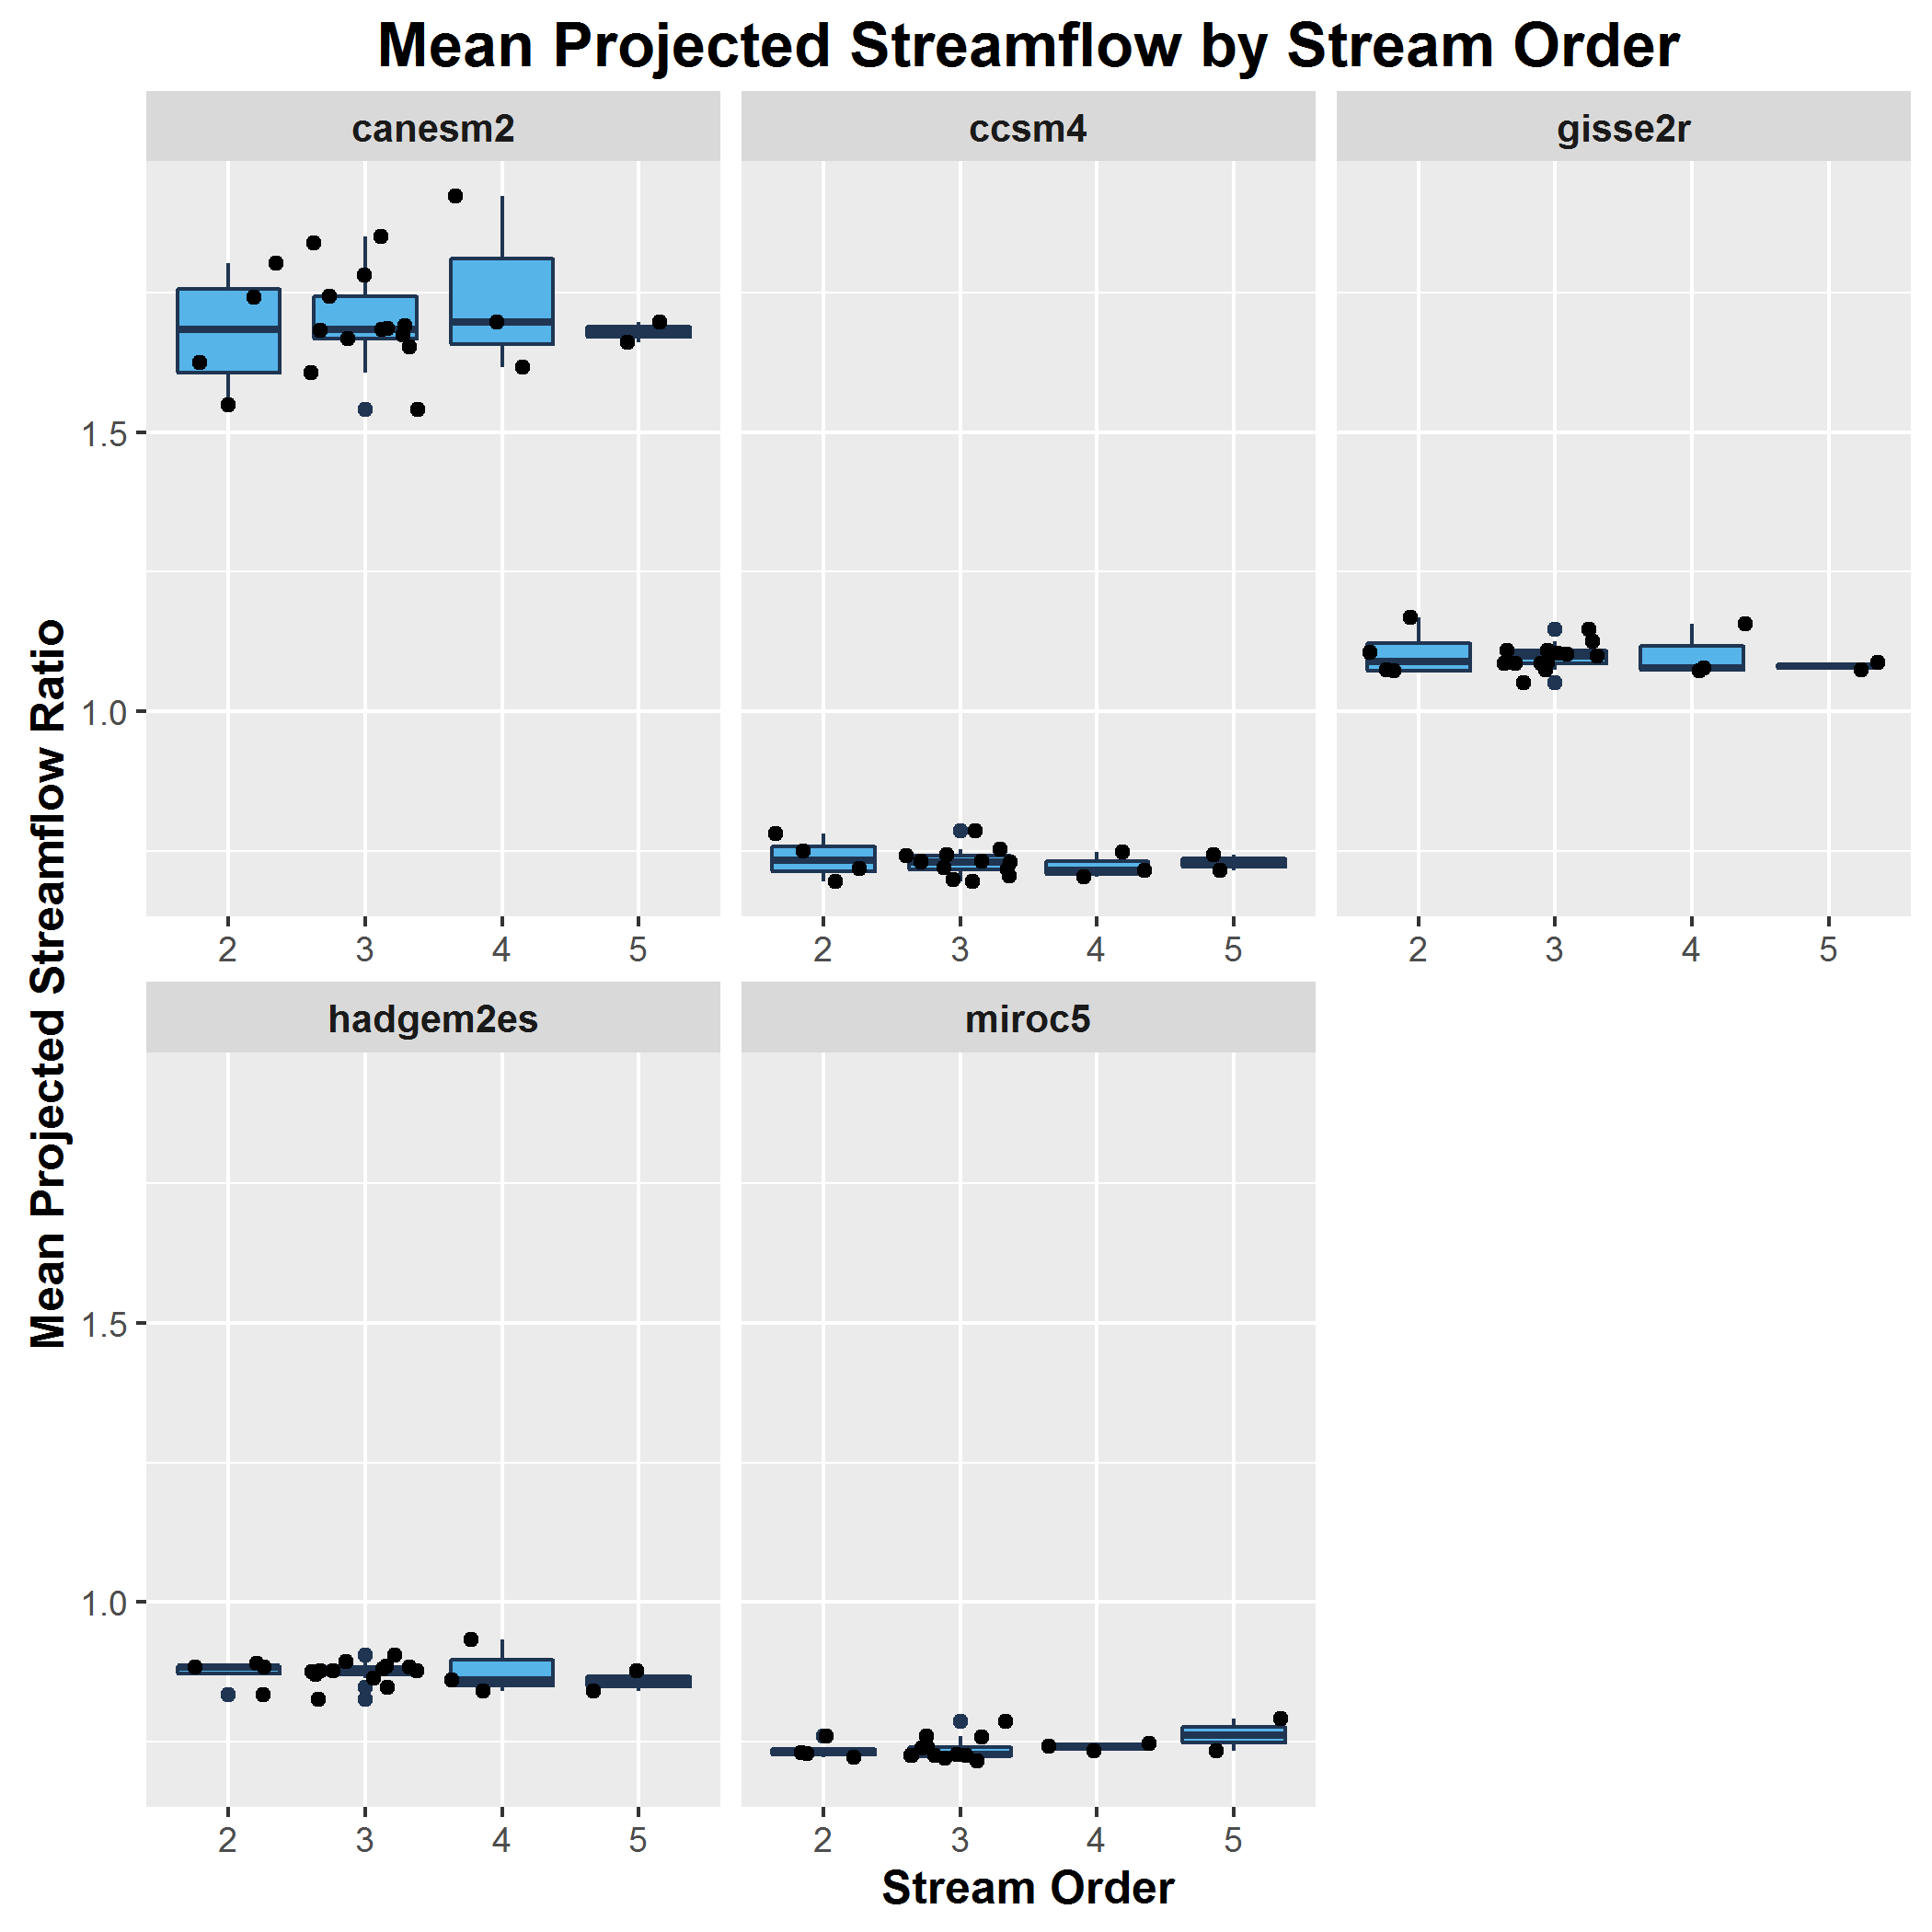 Mean Projected Streamflow by Stream Order
canesm2
ccsm4
gisse2r
1.5
1.0
2 3 4 5
2 3 4 5
2 3 4 5
Mean Projected Streamflow Ratio
hadgem2es
miroc5
1.5
1.0
2 3 4 5
2 3 4 5
Stream Order